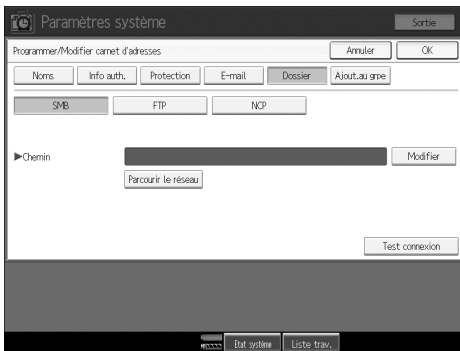 Paramètres système
Sortie
Programmer/Modifier carnet d'adresses
Annuler
OK
Noms
Info auth.
Protection
E-mail
Dossier
Ajout.au grpe
SMB
FTP
NCP
▶Chemin
Modifier
Parcourir le réseau
Test connexion
Etat système
Liste trav.